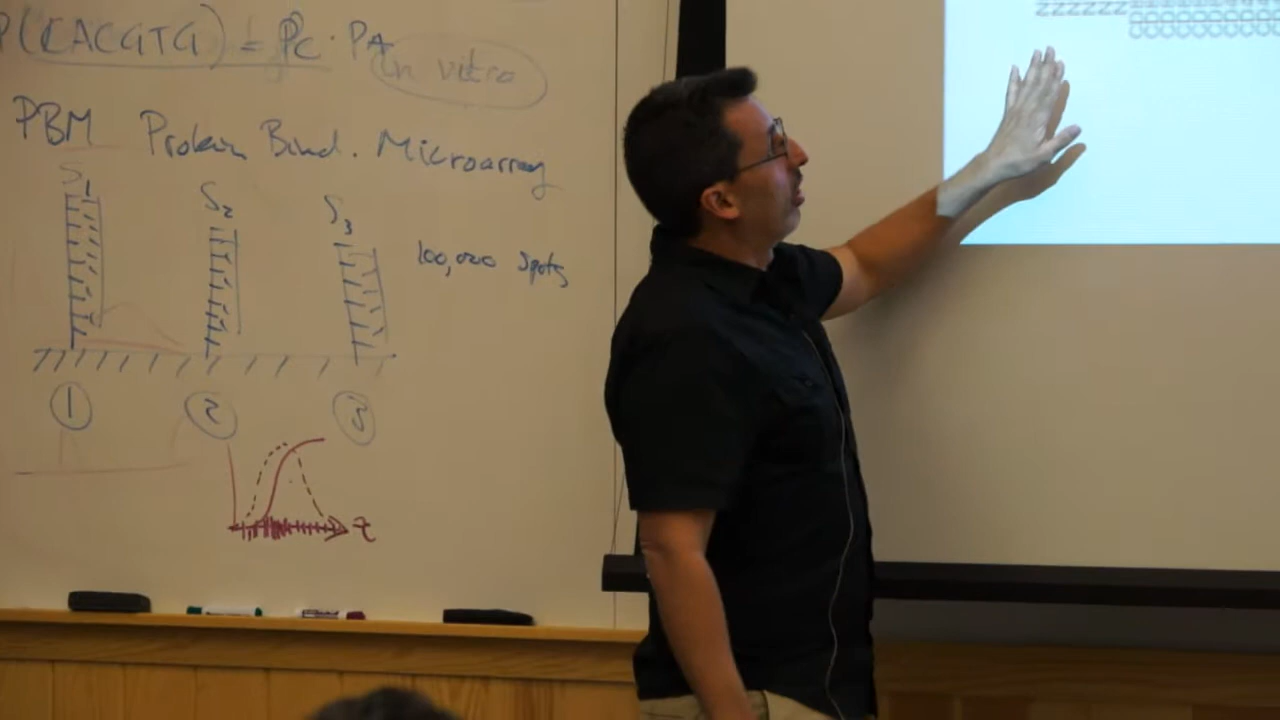 P(CACGTG) = PC · PA
in vitro
PBM Protein Bind. Microarray
S1 S2 S3
100,000 spots
1 2 3
t